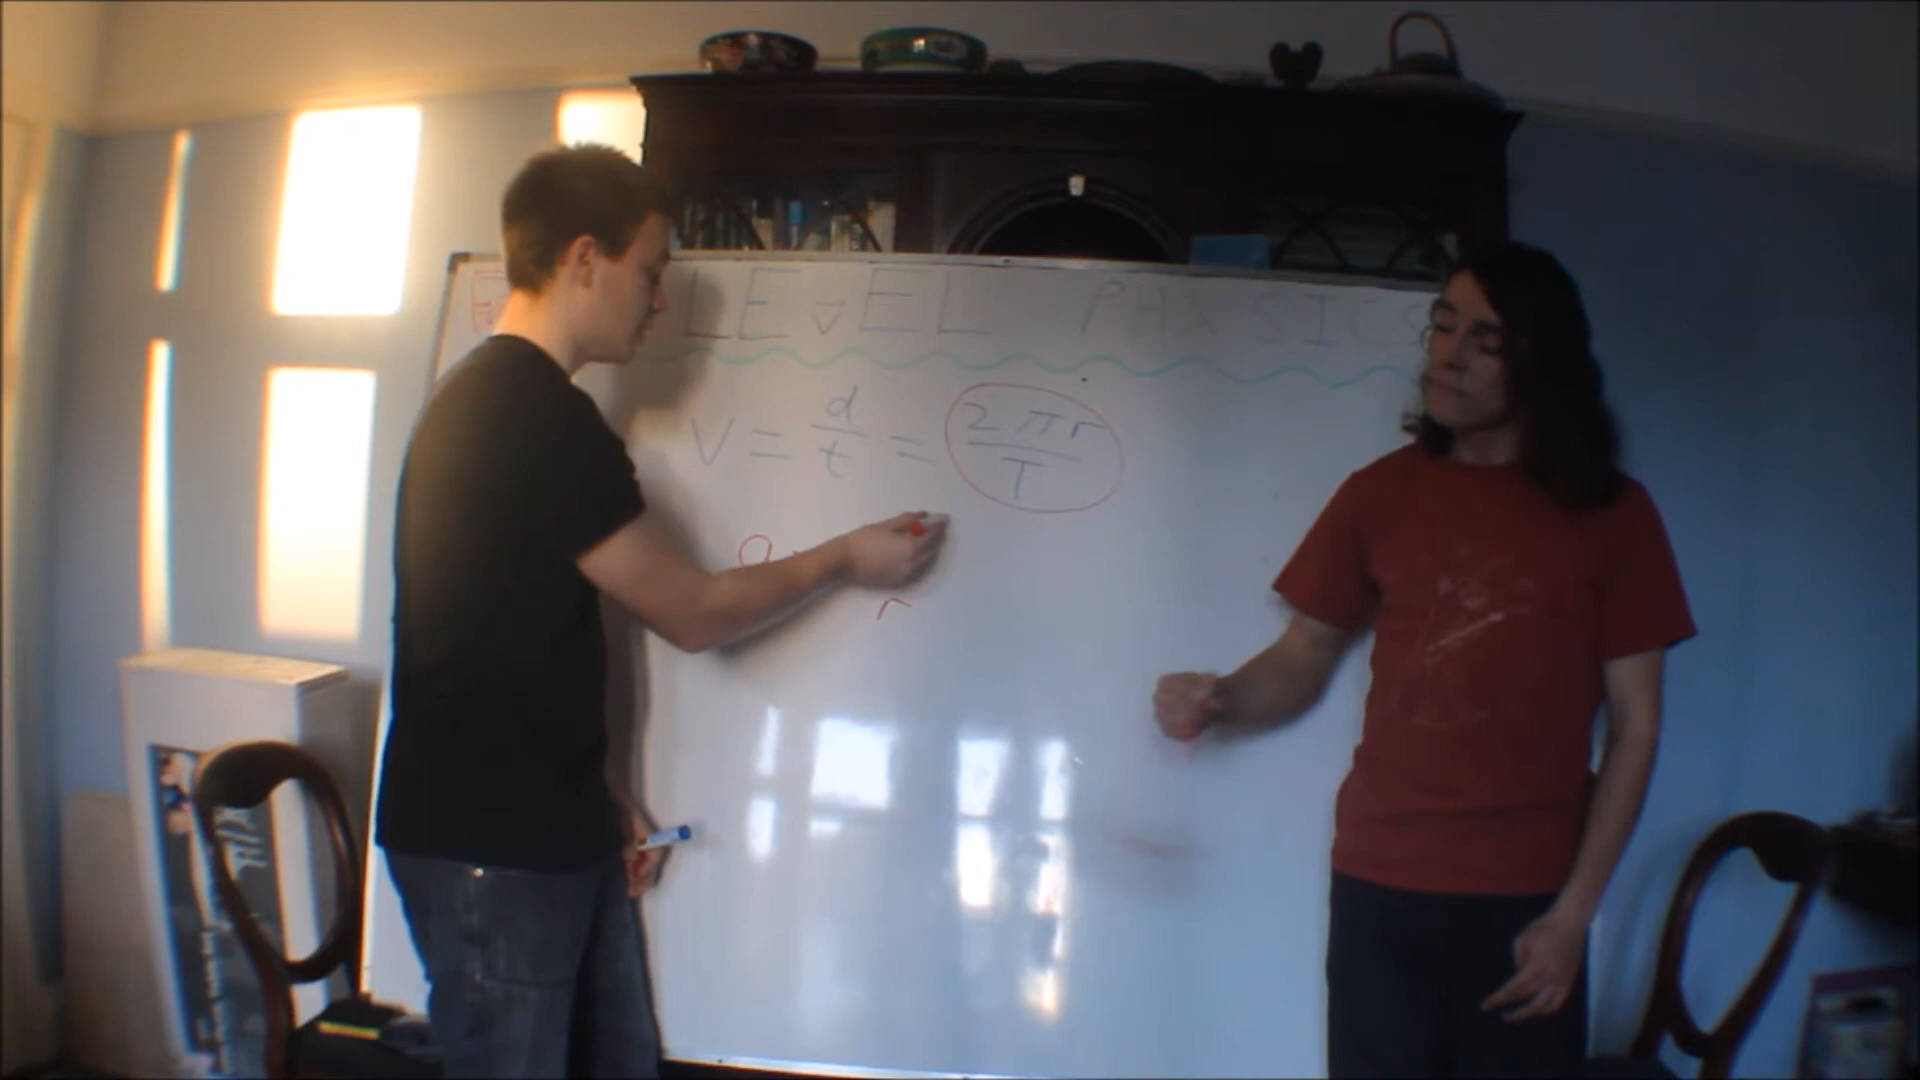 LEVEL PHYSICS
V = d/t = 2πr/T
a
r